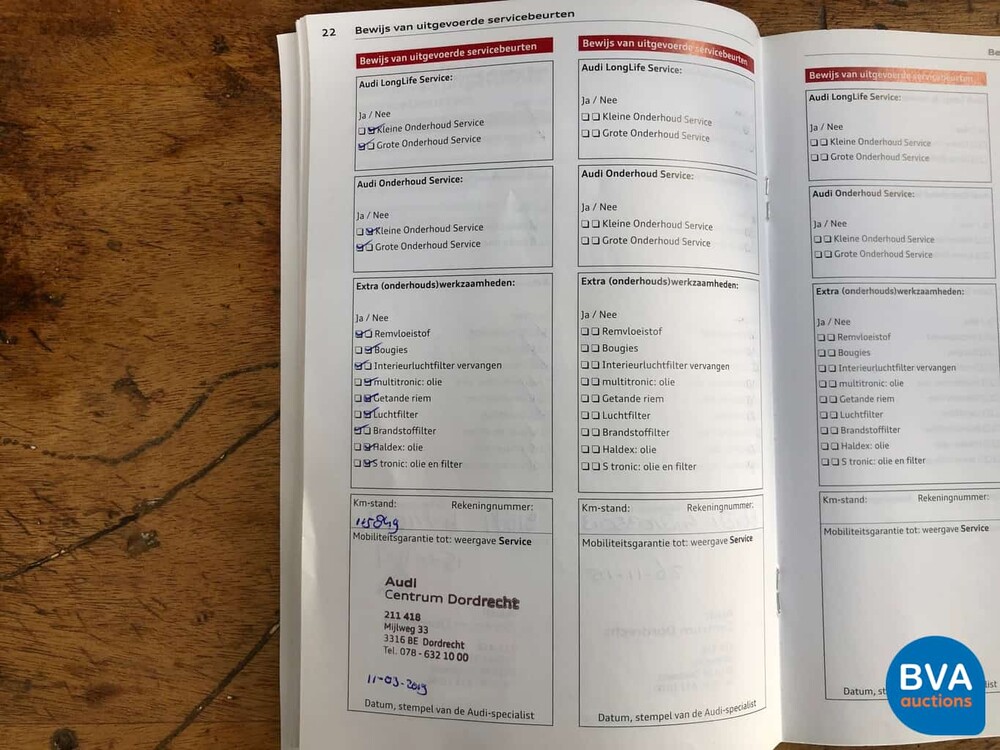 22 Bewijs van uitgevoerde servicebeurten
Bewijs van uitgevoerde servicebeurten
Audi LongLife Service:
Ja / Nee
Kleine Onderhoud Service
Grote Onderhoud Service
Audi Onderhoud Service:
Ja / Nee
Kleine Onderhoud Service
Grote Onderhoud Service
Extra (onderhouds)werkzaamheden:
Ja / Nee
Remvloeistof
Bougies
Interieurluchtfilter vervangen
multitronic: olie
Getande riem
Luchtfilter
Brandstoffilter
Haldex: olie
S tronic: olie en filter
Km-stand: Rekeningnummer:
115849
Mobiliteitsgarantie tot: weergave Service
Audi
Centrum Dordrecht
211 418
Mijlweg 33
3316 BE Dordrecht
Tel. 078 - 632 10 00
11-03-2019
Datum, stempel van de Audi-specialist
Bewijs van uitgevoerde servicebeurten
Audi LongLife Service:
Ja / Nee
Kleine Onderhoud Service
Grote Onderhoud Service
Audi Onderhoud Service:
Ja / Nee
Kleine Onderhoud Service
Grote Onderhoud Service
Extra (onderhouds)werkzaamheden:
Ja / Nee
Remvloeistof
Bougies
Interieurluchtfilter vervangen
multitronic: olie
Getande riem
Luchtfilter
Brandstoffilter
Haldex: olie
S tronic: olie en filter
Km-stand: Rekeningnummer:
Mobiliteitsgarantie tot: weergave Service
Datum, stempel van de Audi-specialist
Be
Bewijs van uitgevoerde servicebeurten
Audi LongLife Service:
Ja / Nee
Kleine Onderhoud Service
Grote Onderhoud Service
Audi Onderhoud Service:
Ja / Nee
Kleine Onderhoud Service
Grote Onderhoud Service
Extra (onderhouds)werkzaamheden:
Ja / Nee
Remvloeistof
Bougies
Interieurluchtfilter vervangen
multitronic: olie
Getande riem
Luchtfilter
Brandstoffilter
Haldex: olie
S tronic: olie en filter
Km-stand: Rekeningnummer:
Mobiliteitsgarantie tot: weergave Service
Datum, st list
BVA
auctions